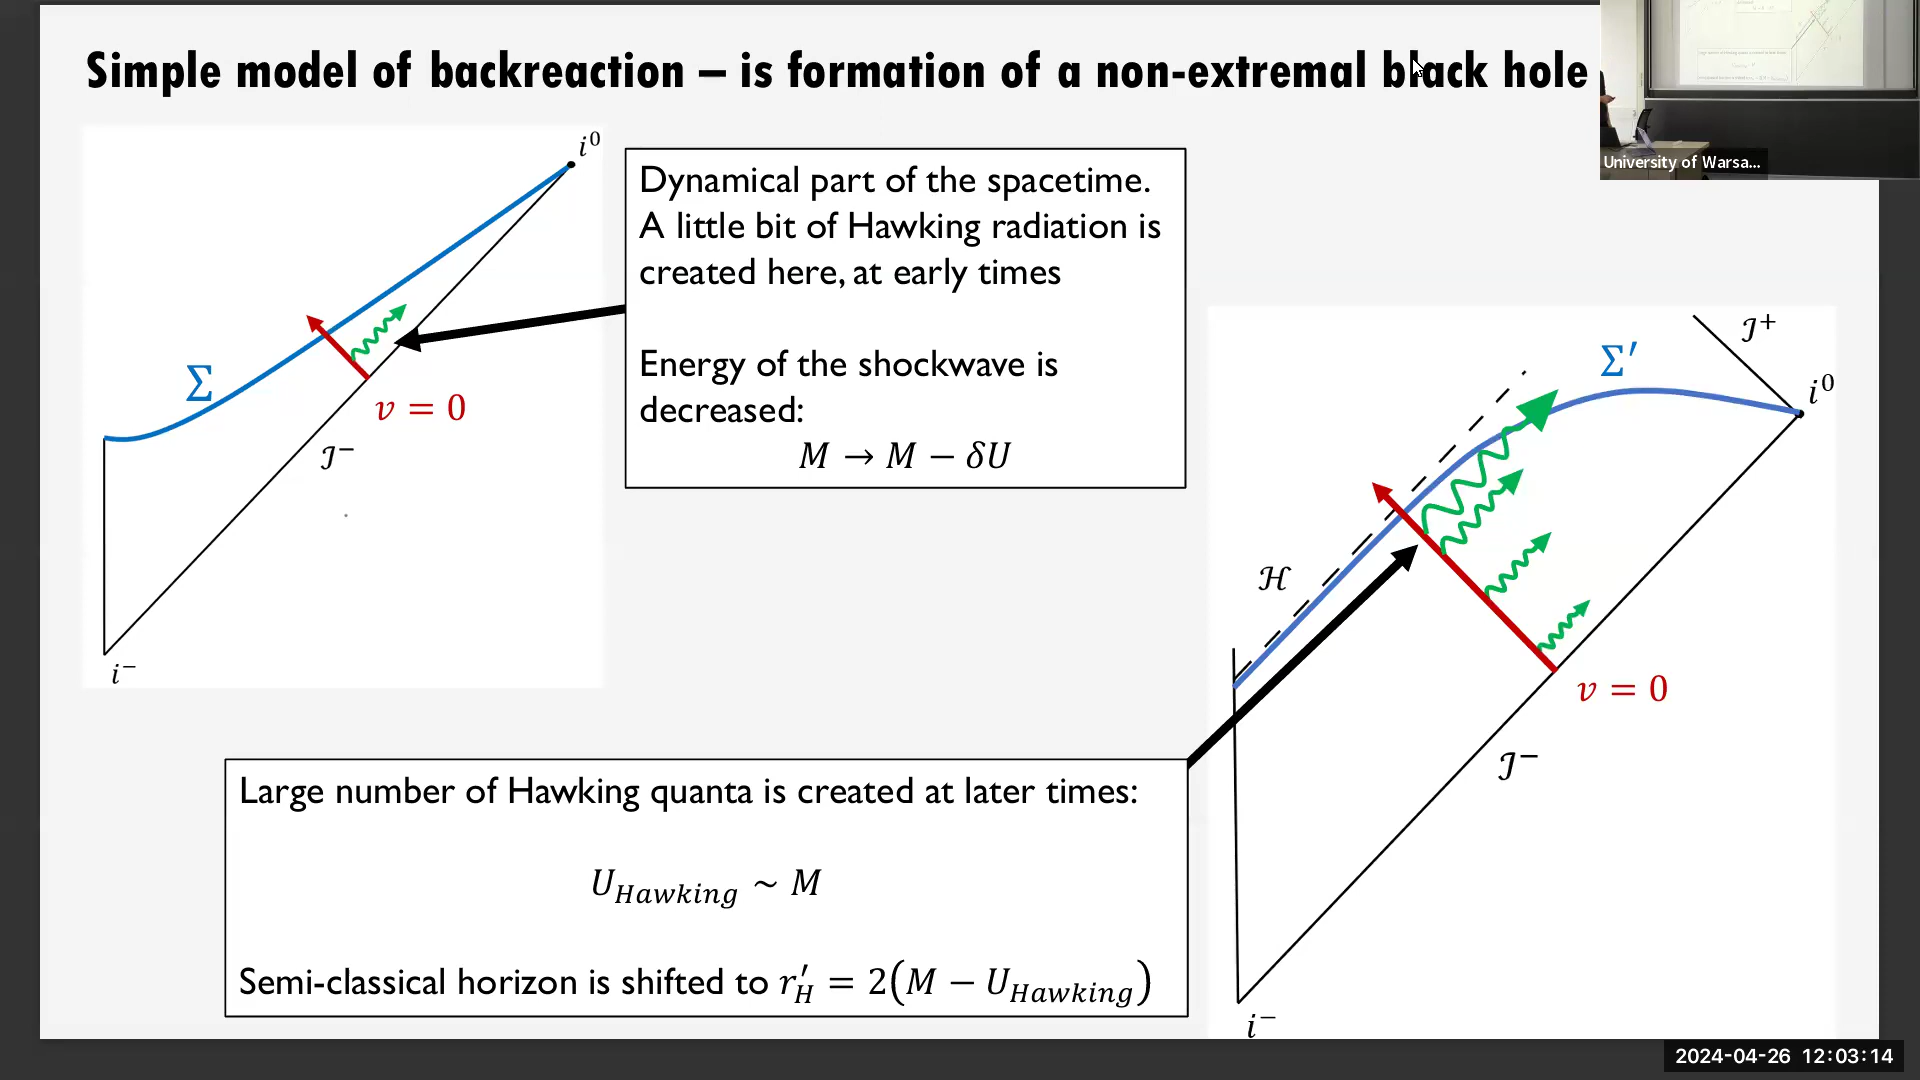 Simple model of backreaction – is formation of a non-extremal black hole
University of Warsa...
i⁰
Σ
v = 0
𝒥⁻
i⁻
Dynamical part of the spacetime.
A little bit of Hawking radiation is
created here, at early times
Energy of the shockwave is
decreased:
M → M − δU
𝒥⁺
Σ′
i⁰
ℋ
v = 0
𝒥⁻
i⁻
Large number of Hawking quanta is created at later times:
U_Hawking ~ M
Semi-classical horizon is shifted to r′_H = 2(M − U_Hawking)
2024-04-26 12:03:14